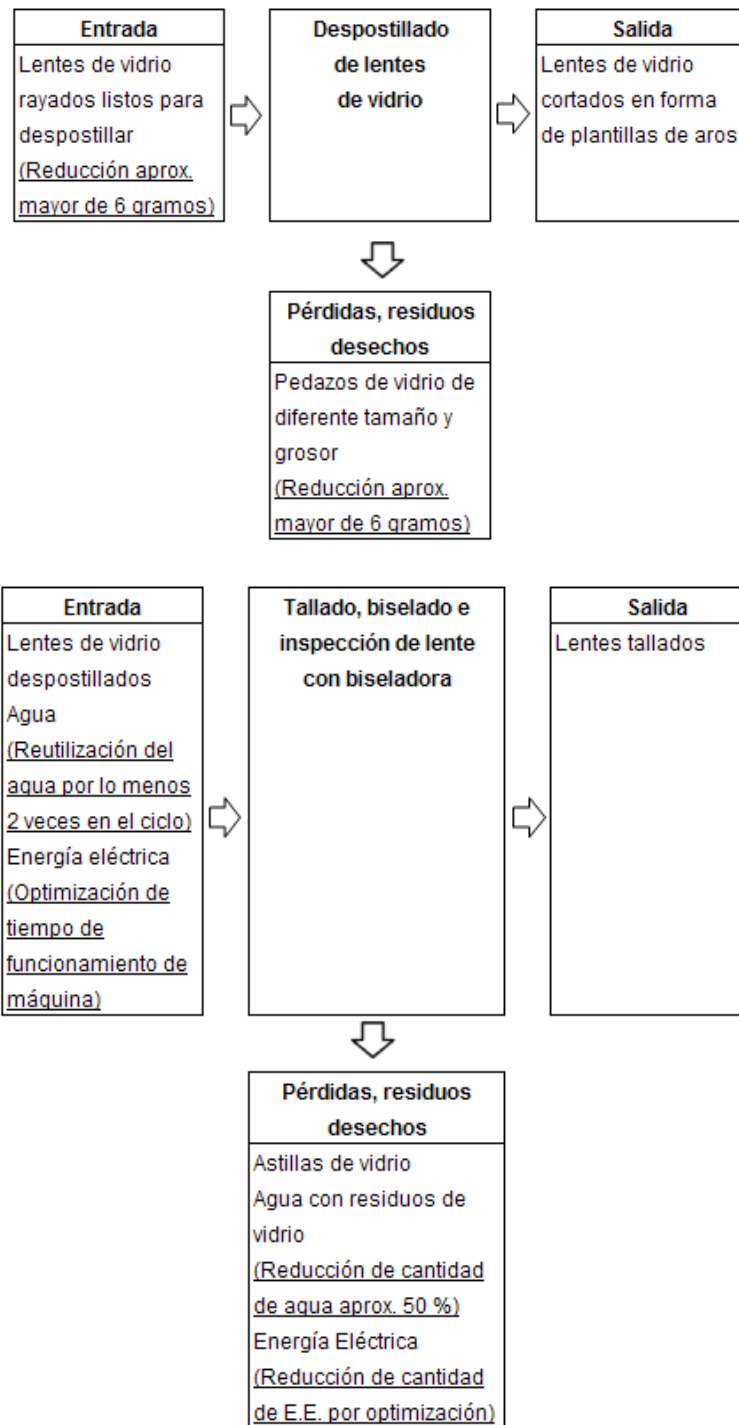 Entrada
Lentes de vidrio
rayados listos para
despostillar
(Reducción aprox.
mayor de 6 gramos)
Despostillado
de lentes
de vidrio
Salida
Lentes de vidrio
cortados en forma
de plantillas de aros
Pérdidas, residuos
desechos
Pedazos de vidrio de
diferente tamaño y
grosor
(Reducción aprox.
mayor de 6 gramos)
Entrada
Lentes de vidrio
despostillados
Agua
(Reutilización del
agua por lo menos
2 veces en el ciclo)
Energía eléctrica
(Optimización de
tiempo de
funcionamiento de
máquina)
Tallado, biselado e
inspección de lente
con biseladora
Salida
Lentes tallados
Pérdidas, residuos
desechos
Astillas de vidrio
Agua con residuos de
vidrio
(Reducción de cantidad
de agua aprox. 50 %)
Energía Eléctrica
(Reducción de cantidad
de E.E. por optimización)